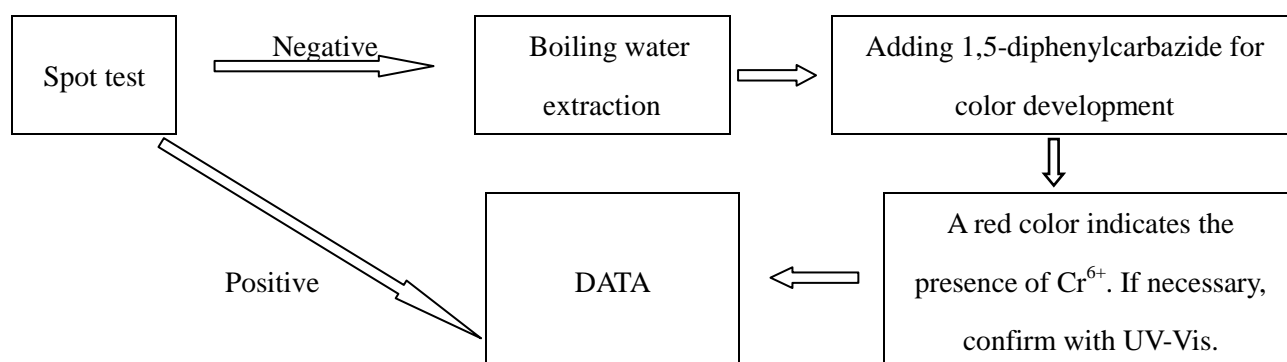 Spot test
Negative
Boiling water
extraction
Adding 1,5-diphenylcarbazide for
color development
Positive
DATA
A red color indicates the
presence of Cr⁶⁺. If necessary,
confirm with UV-Vis.